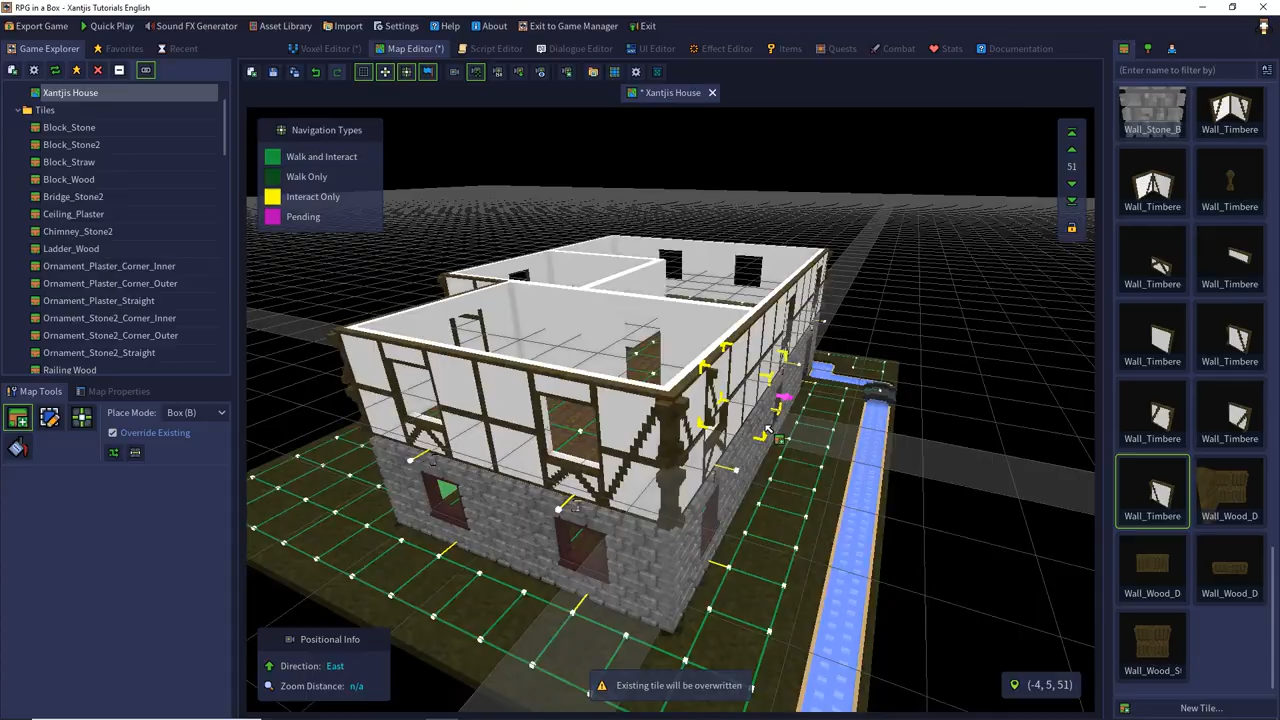 RPG in a Box - Xantjis Tutorials English
Export Game Quick Play Sound FX Generator Asset Library Import Settings Help About Exit to Game Manager Exit
Game Explorer Favorites Recent Voxel Editor (*) Map Editor (*) Script Editor Dialogue Editor UI Editor Effect Editor Items Quests Combat Stats Documentation
(Enter name to filter by)
* Xantjis House
Xantjis House
Tiles
Block_Stone
Block_Stone2
Block_Straw
Block_Wood
Bridge_Stone2
Ceiling_Plaster
Chimney_Stone2
Ladder_Wood
Ornament_Plaster_Corner_Inner
Ornament_Plaster_Corner_Outer
Ornament_Plaster_Straight
Ornament_Stone2_Corner_Inner
Ornament_Stone2_Corner_Outer
Ornament_Stone2_Straight
Railing Wood
Map Tools Map Properties
Place Mode: Box (B)
Override Existing
Navigation Types
Walk and Interact
Walk Only
Interact Only
Pending
51
Positional Info
Direction: East
Zoom Distance: n/a
Existing tile will be overwritten
(-4, 5, 51)
Wall_Stone_B Wall_Timbere
Wall_Timbere Wall_Timbere
Wall_Timbere Wall_Timbere
Wall_Timbere Wall_Timbere
Wall_Timbere Wall_Timbere
Wall_Timbere Wall_Wood_D
Wall_Wood_D Wall_Wood_D
Wall_Wood_S
New Tile...